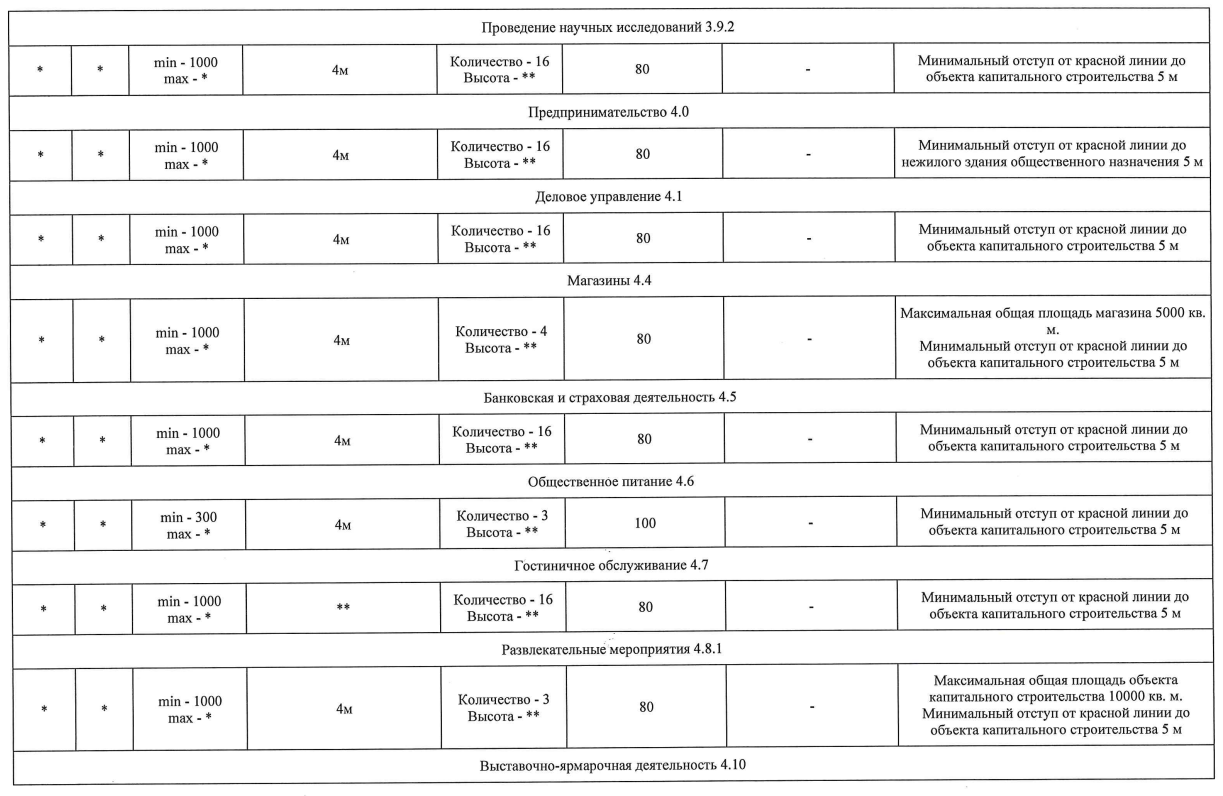 Проведение научных исследований 3.9.2
* * min - 1000 4м Количество - 16 80 - Минимальный отступ от красной линии до
max - * Высота - ** объекта капитального строительства 5 м
Предпринимательство 4.0
* * min - 1000 4м Количество - 16 80 - Минимальный отступ от красной линии до
max - * Высота - ** нежилого здания общественного назначения 5 м
Деловое управление 4.1
* * min - 1000 4м Количество - 16 80 - Минимальный отступ от красной линии до
max - * Высота - ** объекта капитального строительства 5 м
Магазины 4.4
Максимальная общая площадь магазина 5000 кв.
м.
* * min - 1000 4м Количество - 4 80 - Минимальный отступ от красной линии до
max - * Высота - ** объекта капитального строительства 5 м
Банковская и страховая деятельность 4.5
* * min - 1000 4м Количество - 16 80 - Минимальный отступ от красной линии до
max - * Высота - ** объекта капитального строительства 5 м
Общественное питание 4.6
* * min - 300 4м Количество - 3 100 - Минимальный отступ от красной линии до
max - * Высота - ** объекта капитального строительства 5 м
Гостиничное обслуживание 4.7
* * min - 1000 ** Количество - 16 80 - Минимальный отступ от красной линии до
max - * Высота - ** объекта капитального строительства 5 м
Развлекательные мероприятия 4.8.1
Максимальная общая площадь объекта
* * min - 1000 4м Количество - 3 80 - капитального строительства 10000 кв. м.
max - * Высота - ** Минимальный отступ от красной линии до
объекта капитального строительства 5 м
Выставочно-ярмарочная деятельность 4.10